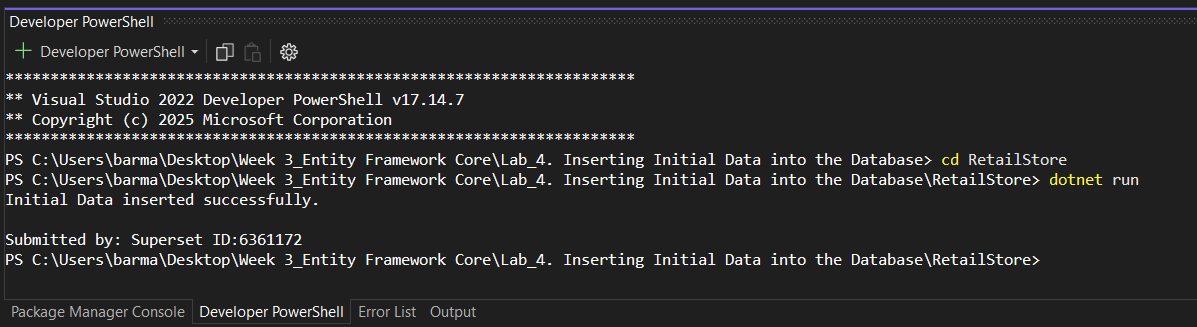 Developer PowerShell
Developer PowerShell
**********************************************************************
** Visual Studio 2022 Developer PowerShell v17.14.7
** Copyright (c) 2025 Microsoft Corporation
**********************************************************************
PS C:\Users\barma\Desktop\Week 3_Entity Framework Core\Lab_4. Inserting Initial Data into the Database> cd RetailStore
PS C:\Users\barma\Desktop\Week 3_Entity Framework Core\Lab_4. Inserting Initial Data into the Database\RetailStore> dotnet run
Initial Data inserted successfully.
Submitted by: Superset ID:6361172
PS C:\Users\barma\Desktop\Week 3_Entity Framework Core\Lab_4. Inserting Initial Data into the Database\RetailStore>
Package Manager Console Developer PowerShell Error List Output